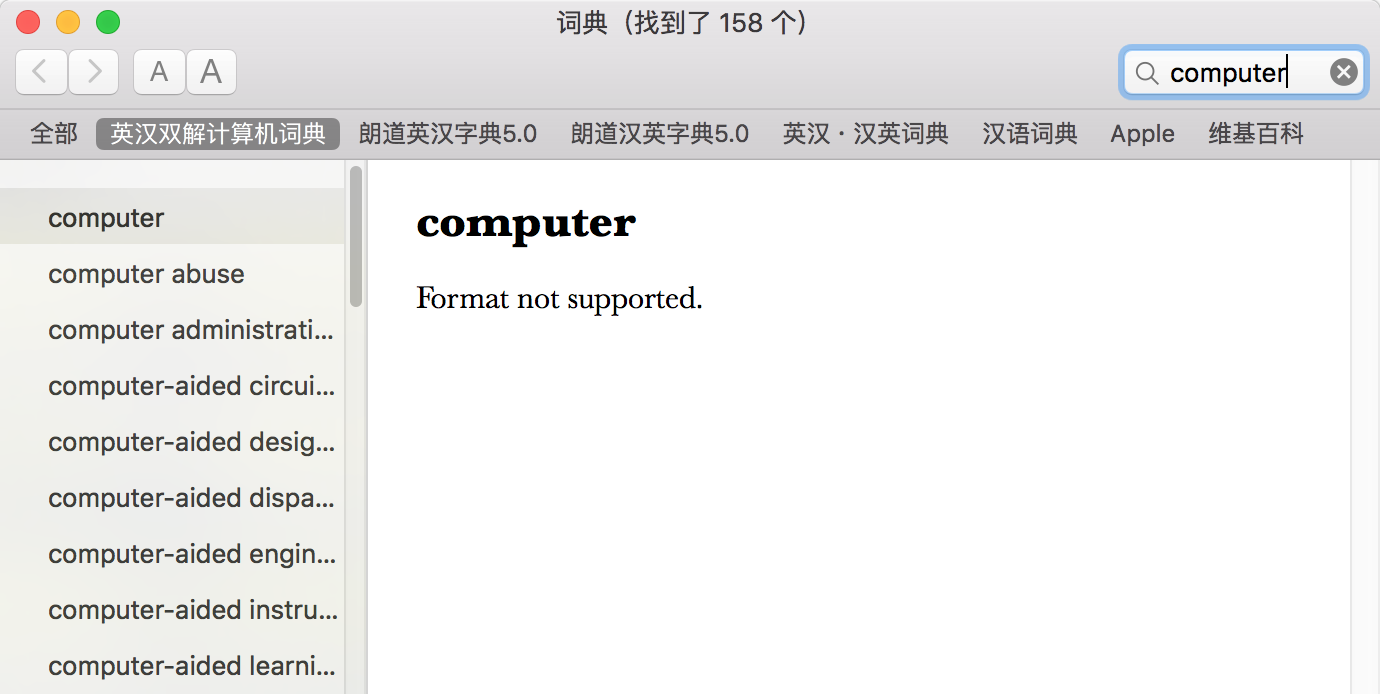 词典（找到了 158 个）
A A
computer
全部 英汉双解计算机词典 朗道英汉字典5.0 朗道汉英字典5.0 英汉 · 汉英词典 汉语词典 Apple 维基百科
computer
computer abuse
computer administrati...
computer-aided circui...
computer-aided desig...
computer-aided dispa...
computer-aided engin...
computer-aided instru...
computer-aided learni...
computer
Format not supported.